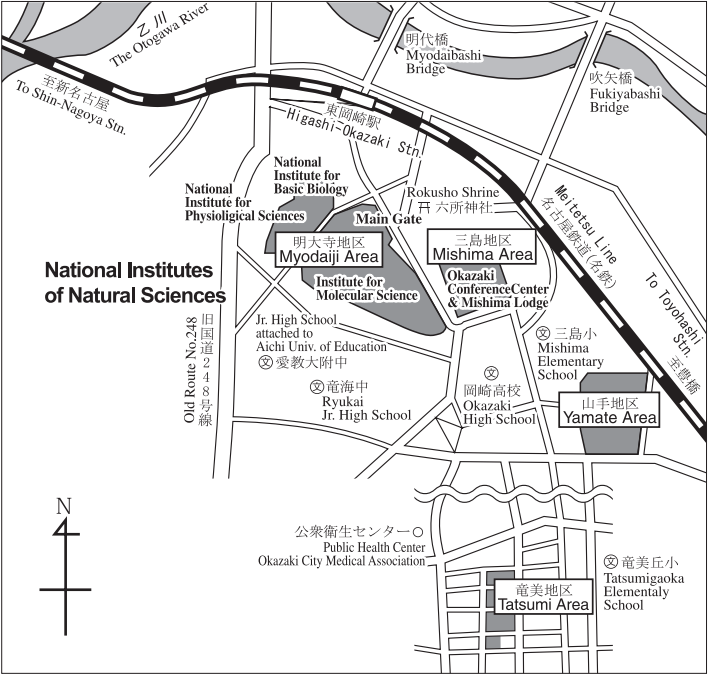 乙川
The Otogawa River
明代橋
Myodaibashi
Bridge
吹矢橋
Fukiyabashi
Bridge
至新名古屋
To Shin-Nagoya Stn.
東岡崎駅
Higashi-Okazaki Stn.
National
Institute for
Basic Biology
National
Institute for
Physioligical Sciences
Main Gate
Rokusho Shrine
六所神社
Meitetsu Line
名古屋鉄道(名鉄)
明大寺地区
Myodaiji Area
三島地区
Mishima Area
National Institutes
of Natural Sciences
Institute for
Molecular Science
Okazaki
ConferenceCenter
& Mishima Lodge
To Toyohashi
Stn.
至豊橋
Old Route No.248
旧国道248号線
Jr. High School
attached to
Aichi Univ. of Education
文 愛教大附中
文 竜海中
Ryukai
Jr. High School
文
岡崎高校
Okazaki
High School
文 三島小
Mishima
Elementary
School
山手地区
Yamate Area
N
公衆衛生センター
Public Health Center
Okazaki City Medical Association
文 竜美丘小
Tatsumigaoka
Elementaly
School
竜美地区
Tatsumi Area